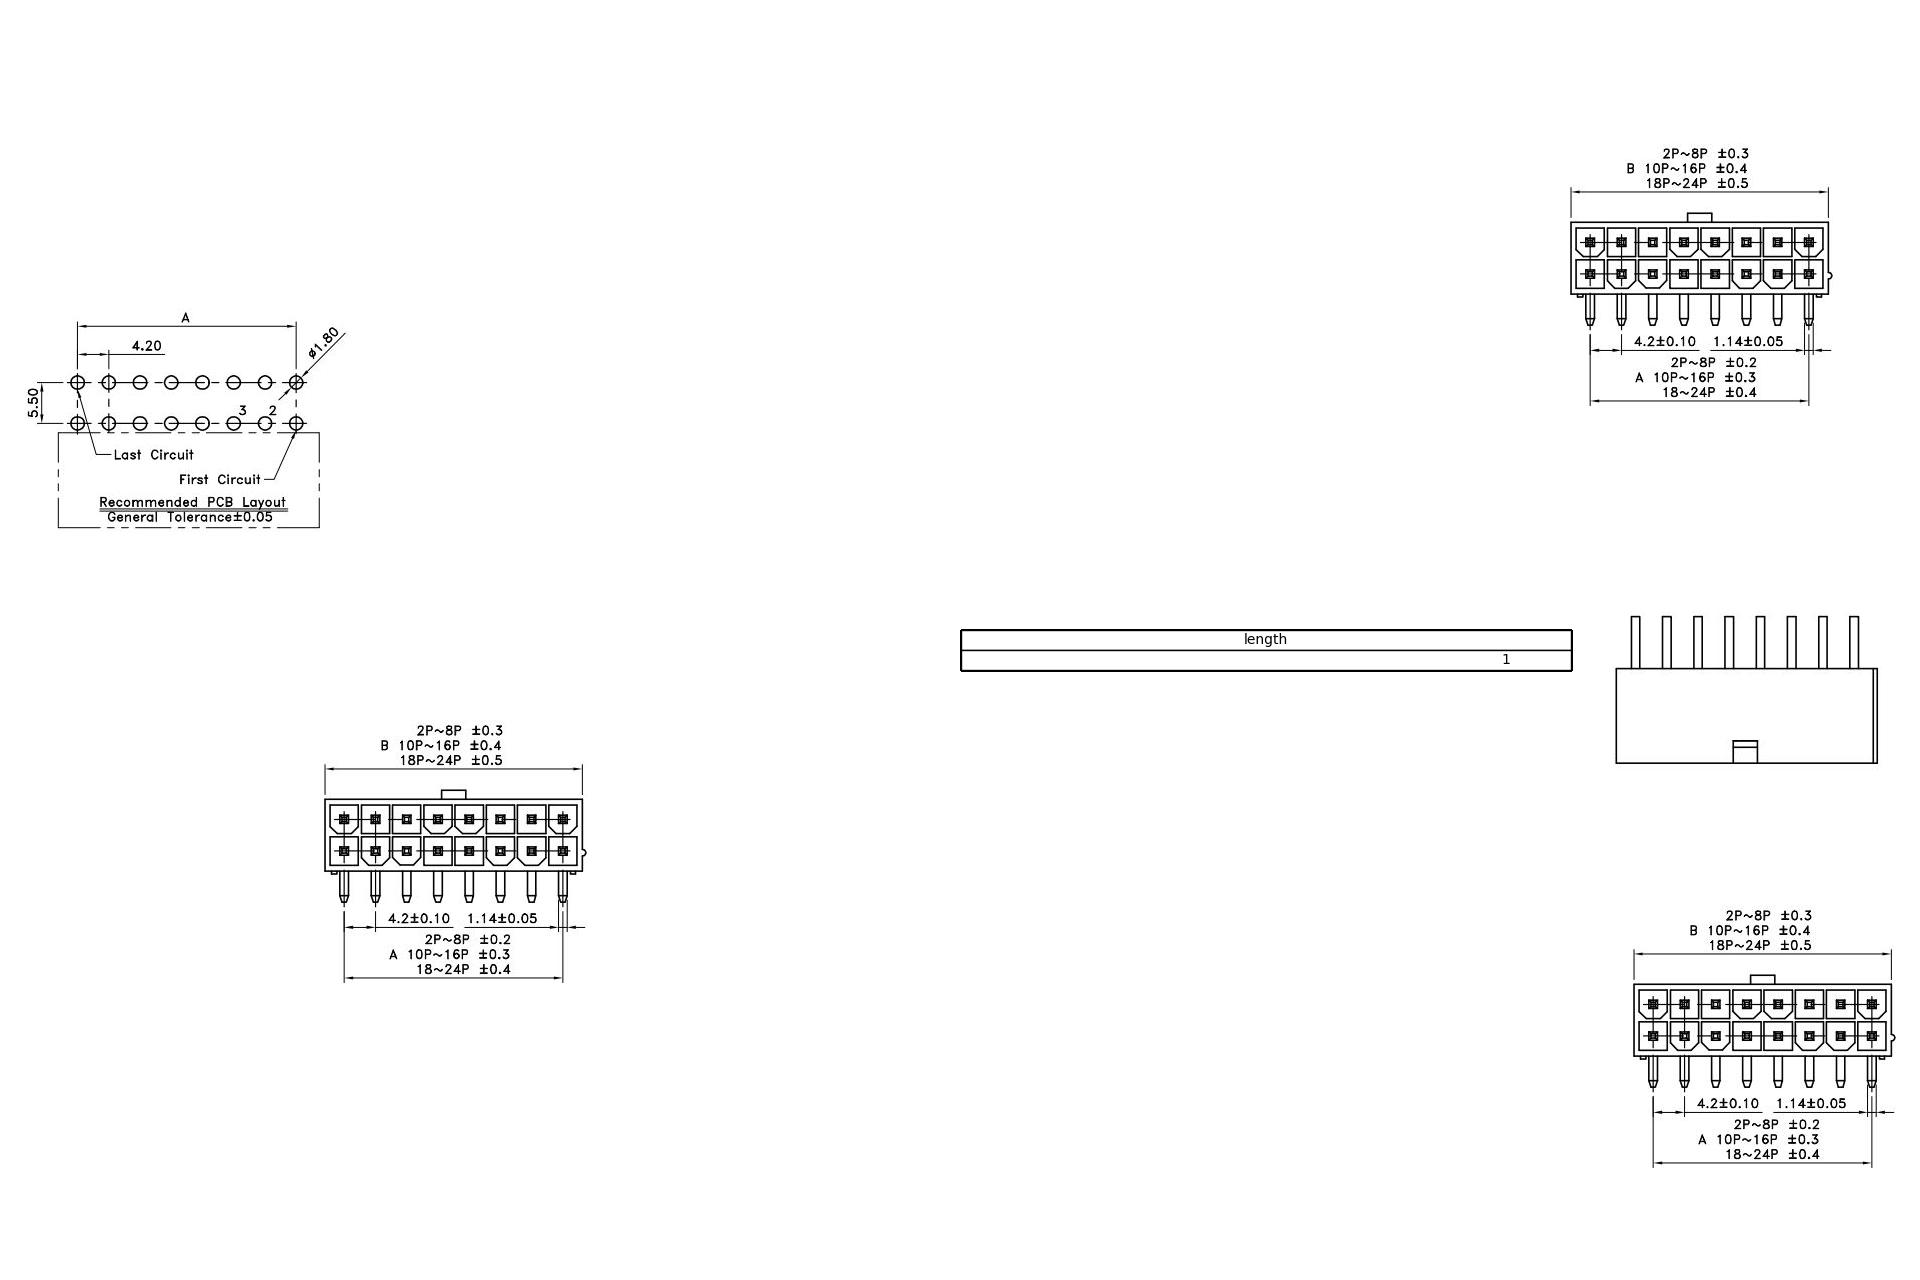 2P~8P ±0.3
B 10P~16P ±0.4
18P~24P ±0.5
4.2±0.10 1.14±0.05
2P~8P ±0.2
A 10P~16P ±0.3
18~24P ±0.4
A
4.20
ø1.80
5.50
3 2
Last Circuit
First Circuit
Recommended PCB Layout
General Tolerance±0.05
length
1
2P~8P ±0.3
B 10P~16P ±0.4
18P~24P ±0.5
4.2±0.10 1.14±0.05
2P~8P ±0.2
A 10P~16P ±0.3
18~24P ±0.4
2P~8P ±0.3
B 10P~16P ±0.4
18P~24P ±0.5
4.2±0.10 1.14±0.05
2P~8P ±0.2
A 10P~16P ±0.3
18~24P ±0.4